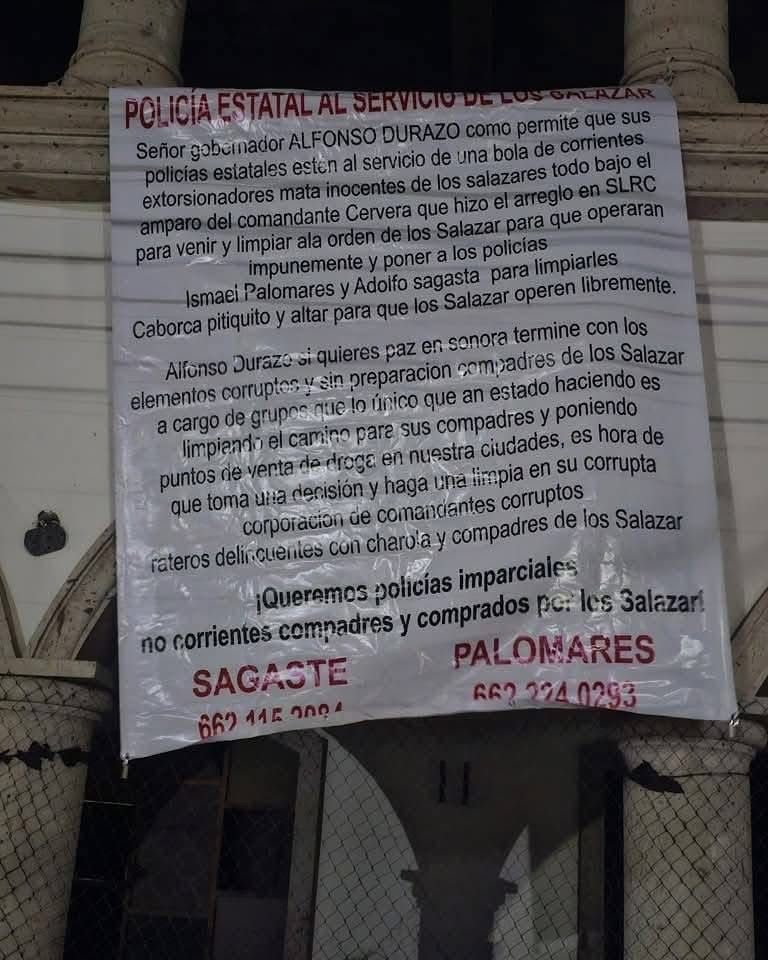 POLICÍA ESTATAL AL SERVICIO DE LOS SALAZAR
Señor gobernador ALFONSO DURAZO como permite que sus
policías estatales estén al servicio de una bola de corrientes
extorsionadores mata inocentes de los salazares todo bajo el
amparo del comandante Cervera que hizo el arreglo en SLRC
para venir y limpiar ala orden de los Salazar para que operaran
impunemente y poner a los policías
Ismael Palomares y Adolfo sagasta para limpiarles
Caborca pitiquito y altar para que los Salazar operen libremente.
Alfonso Durazo si quieres paz en sonora termine con los
elementos corruptos y sin preparacion compadres de los Salazar
a cargo de grupos que lo único que an estado haciendo es
limpiando el camino para sus compadres y poniendo
puntos de venta de droga en nuestra ciudades, es hora de
que toma una decisión y haga una limpia en su corrupta
corporación de comandantes corruptos
rateros delincuentes con charola y compadres de los Salazar
¡Queremos policías imparciales
no corrientes compadres y comprados por los Salazar!
SAGASTE PALOMARES
662 115 2084 662 224 0293